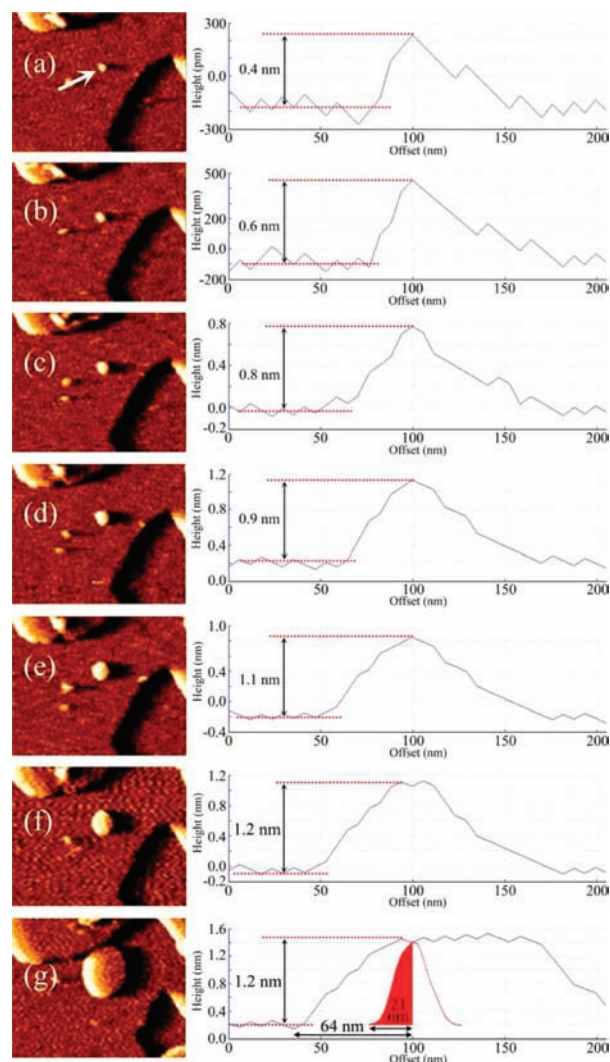 (a)
Height (pm)
300
0.0
-300
0.4 nm
0 50 100 150 200
Offset (nm)
(b)
Height (pm)
500
200
-200
0.6 nm
0 50 100 150 200
Offset (nm)
(c)
Height (nm)
0.8
0.4
0.0
-0.2
0.8 nm
0 50 100 150 200
Offset (nm)
(d)
Height (nm)
1.2
0.8
0.4
0.0
0.9 nm
0 50 100 150 200
Offset (nm)
(e)
Height (nm)
1.0
0.4
0.0
-0.4
1.1 nm
0 50 100 150 200
Offset (nm)
(f)
Height (nm)
1.2
0.8
0.4
0.0
-0.2
1.2 nm
0 50 100 150 200
Offset (nm)
(g)
Height (nm)
1.6
1.2
0.8
0.4
0.0
1.2 nm
64 nm
0 50 100 150 200
Offset (nm)